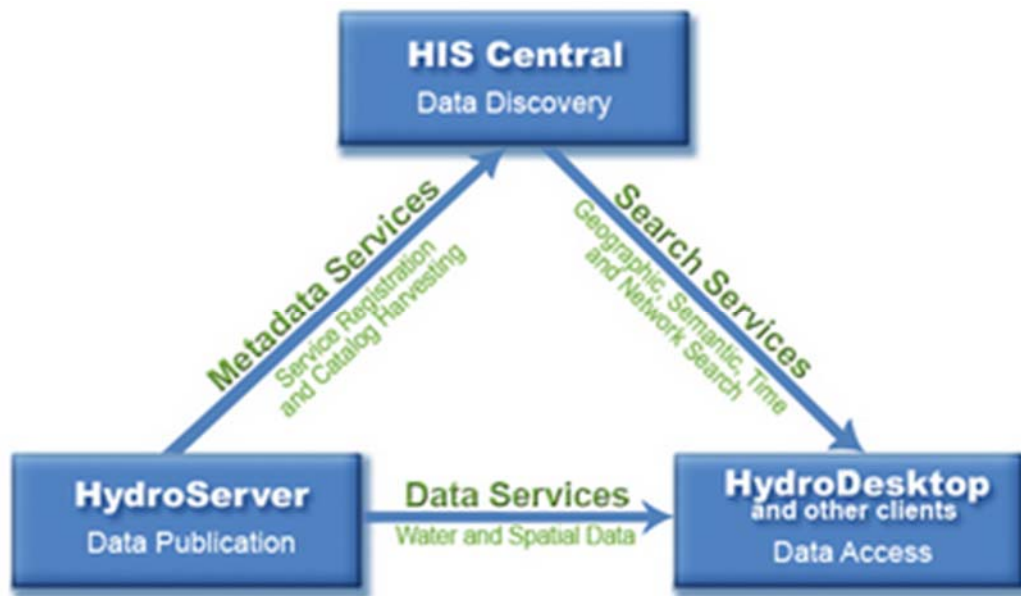 HIS Central
Data Discovery
Metadata Services
Service Registration
and Catalog Harvesting
Search Services
Geographic, Semantic, Time
and Network Search
HydroServer
Data Publication
Data Services
Water and Spatial Data
HydroDesktop
and other clients
Data Access